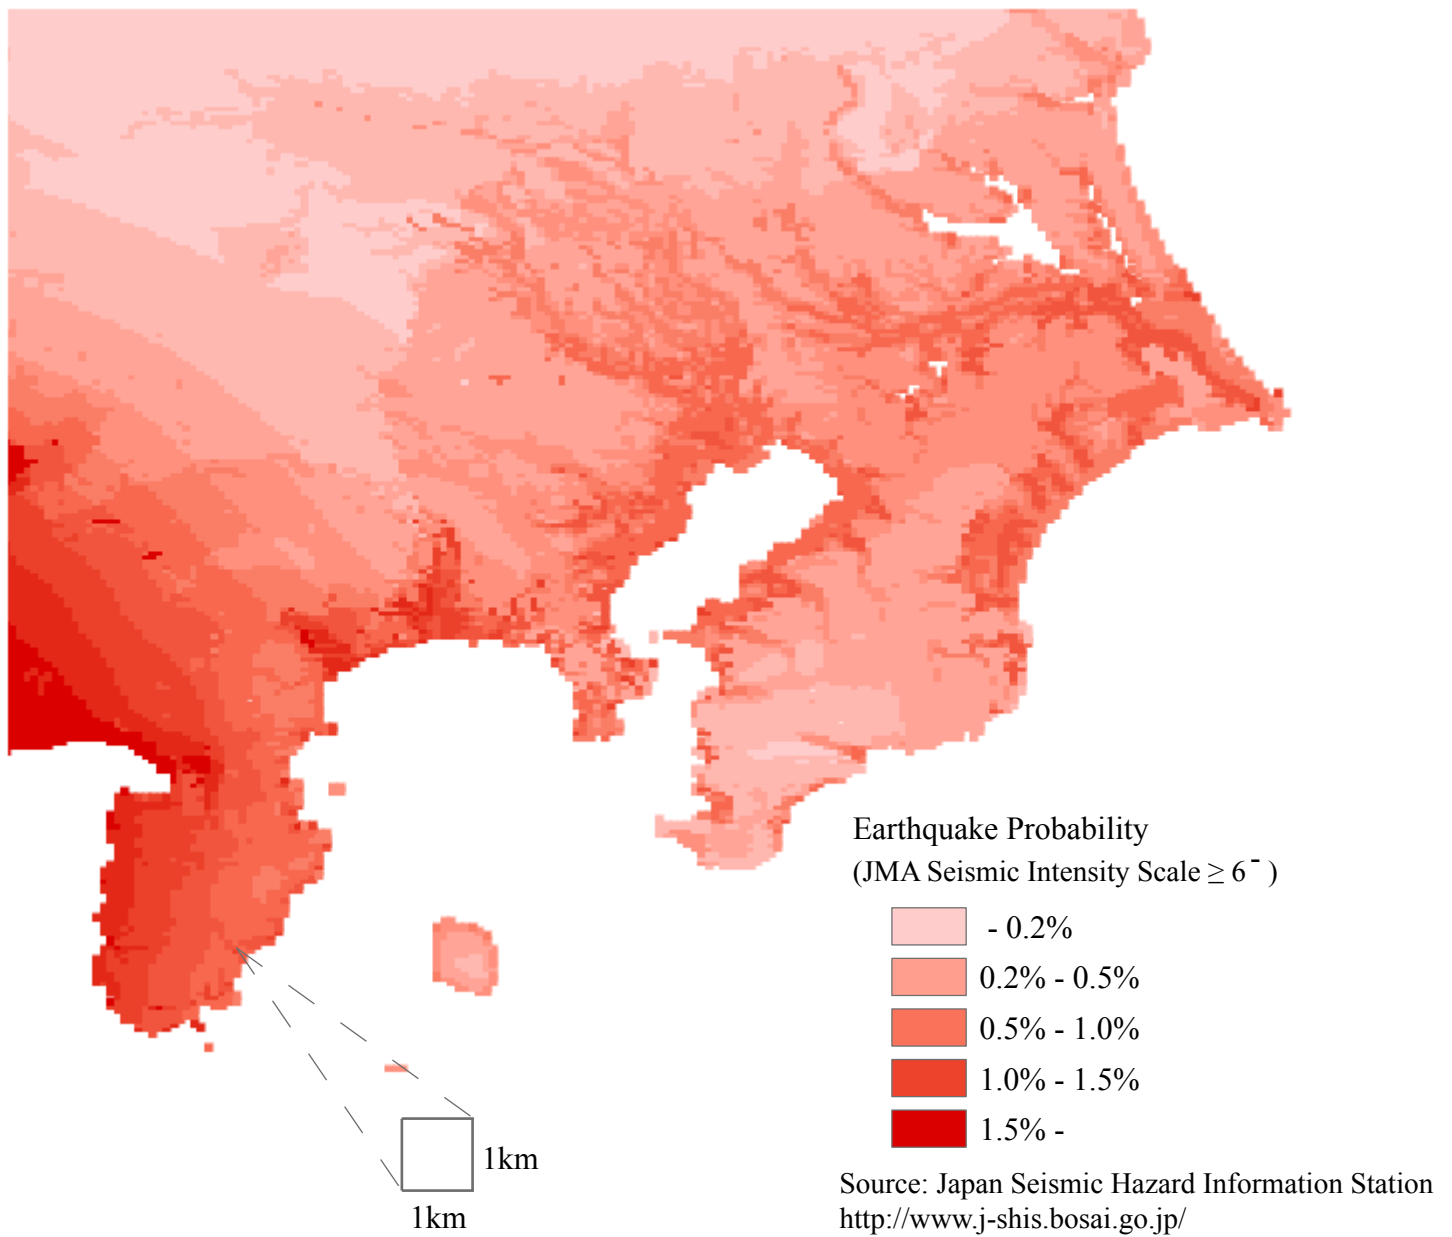 Earthquake Probability
(JMA Seismic Intensity Scale ≥ 6⁻ )
- 0.2%
0.2% - 0.5%
0.5% - 1.0%
1.0% - 1.5%
1.5% -
1km
1km
Source: Japan Seismic Hazard Information Station
http://www.j-shis.bosai.go.jp/